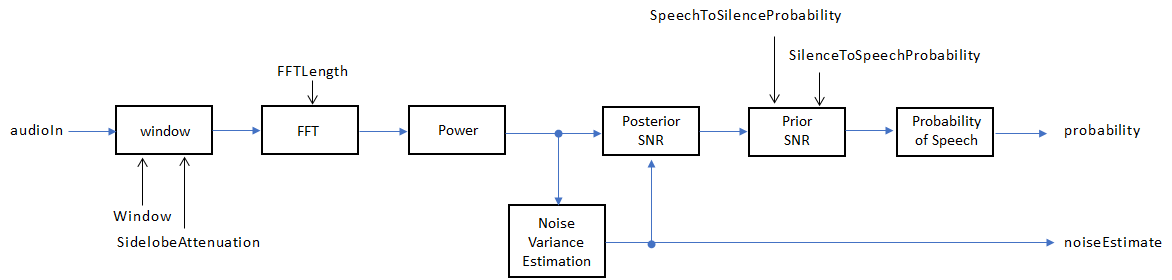 SpeechToSilenceProbability
SilenceToSpeechProbability
FFTLength
audioIn
window
FFT
Power
Posterior
SNR
Prior
SNR
Probability
of Speech
probability
Window
SidelobeAttenuation
Noise
Variance
Estimation
noiseEstimate